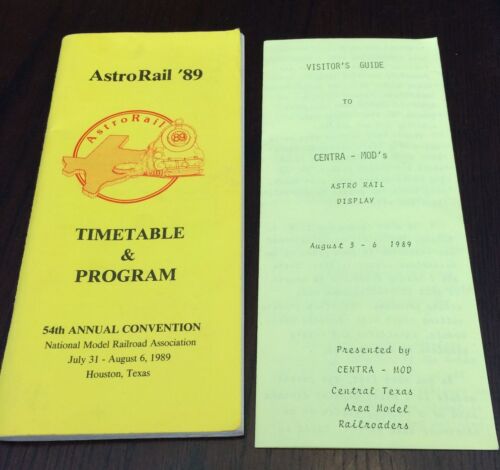 AstroRail '89
AstroRail
89
TIMETABLE
&
PROGRAM
54th ANNUAL CONVENTION
National Model Railroad Association
July 31 - August 6, 1989
Houston, Texas
VISITOR'S GUIDE
TO
CENTRA - MOD's
ASTRO RAIL
DISPLAY
August 3 - 6 1989
Presented by
CENTRA - MOD
Central Texas
Area Model
Railroaders